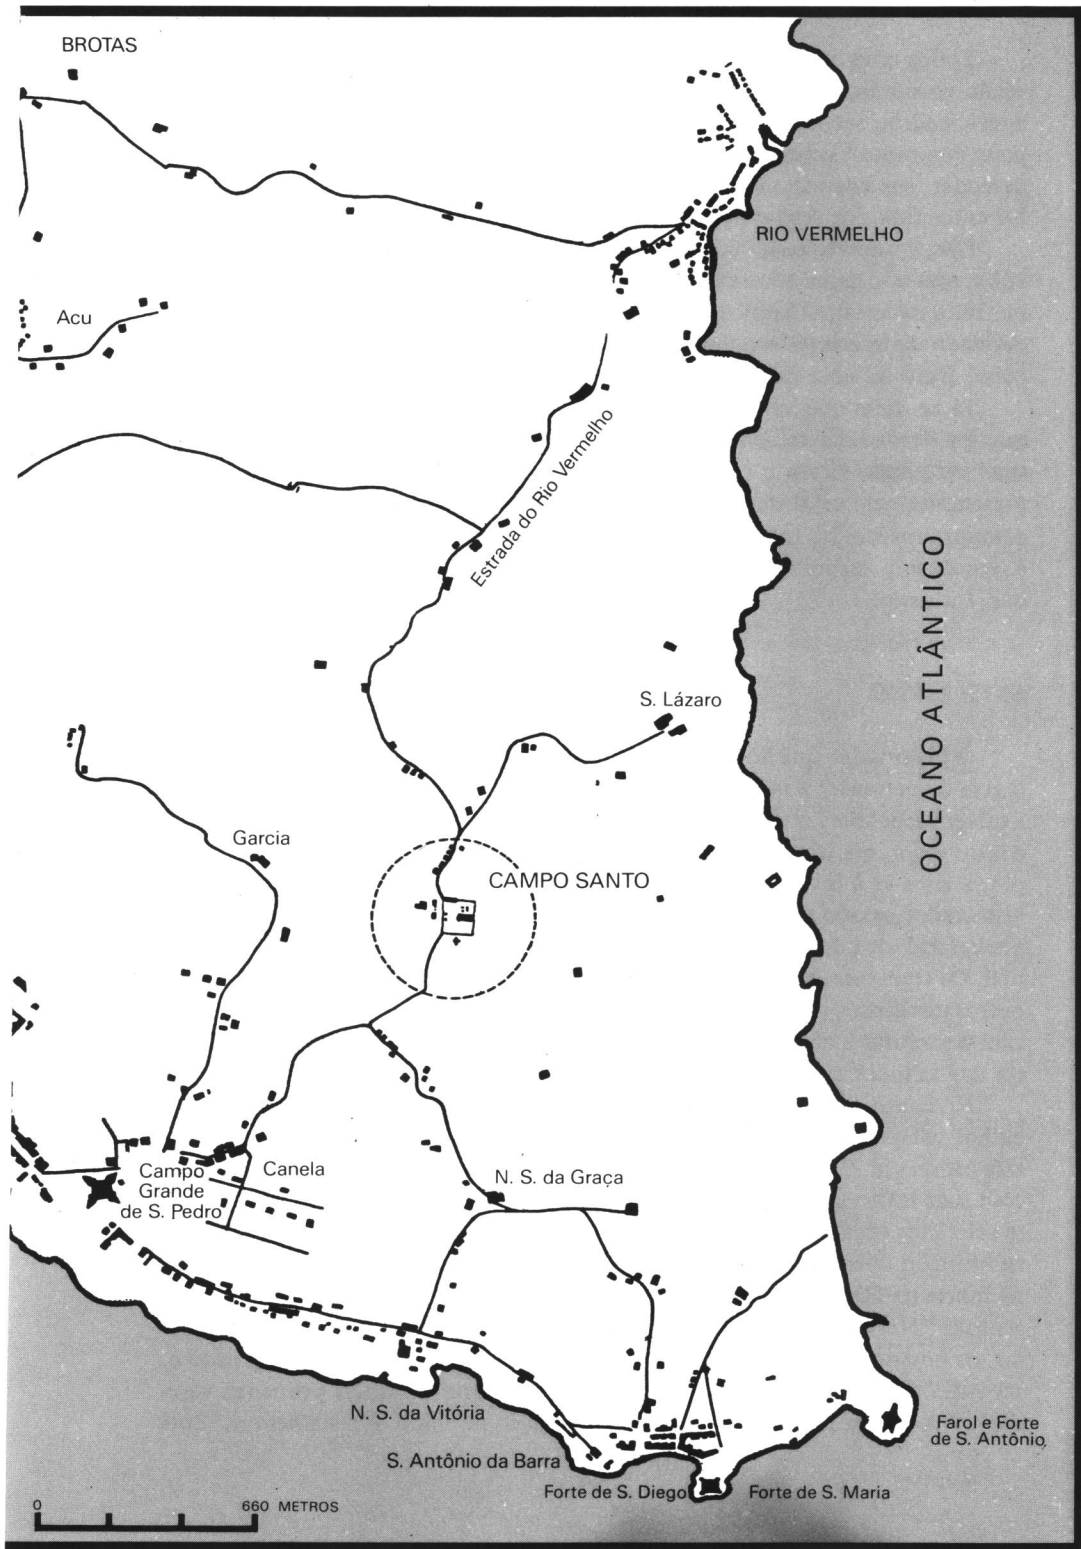 BROTAS
RIO VERMELHO
Acu
Estrada do Rio Vermelho
OCEANO ATLÂNTICO
S. Lázaro
Garcia
CAMPO SANTO
Campo
Grande
de S. Pedro
Canela
N. S. da Graça
N. S. da Vitória
Farol e Forte
de S. Antônio
S. Antônio da Barra
Forte de S. Diego
Forte de S. Maria
0
660 METROS